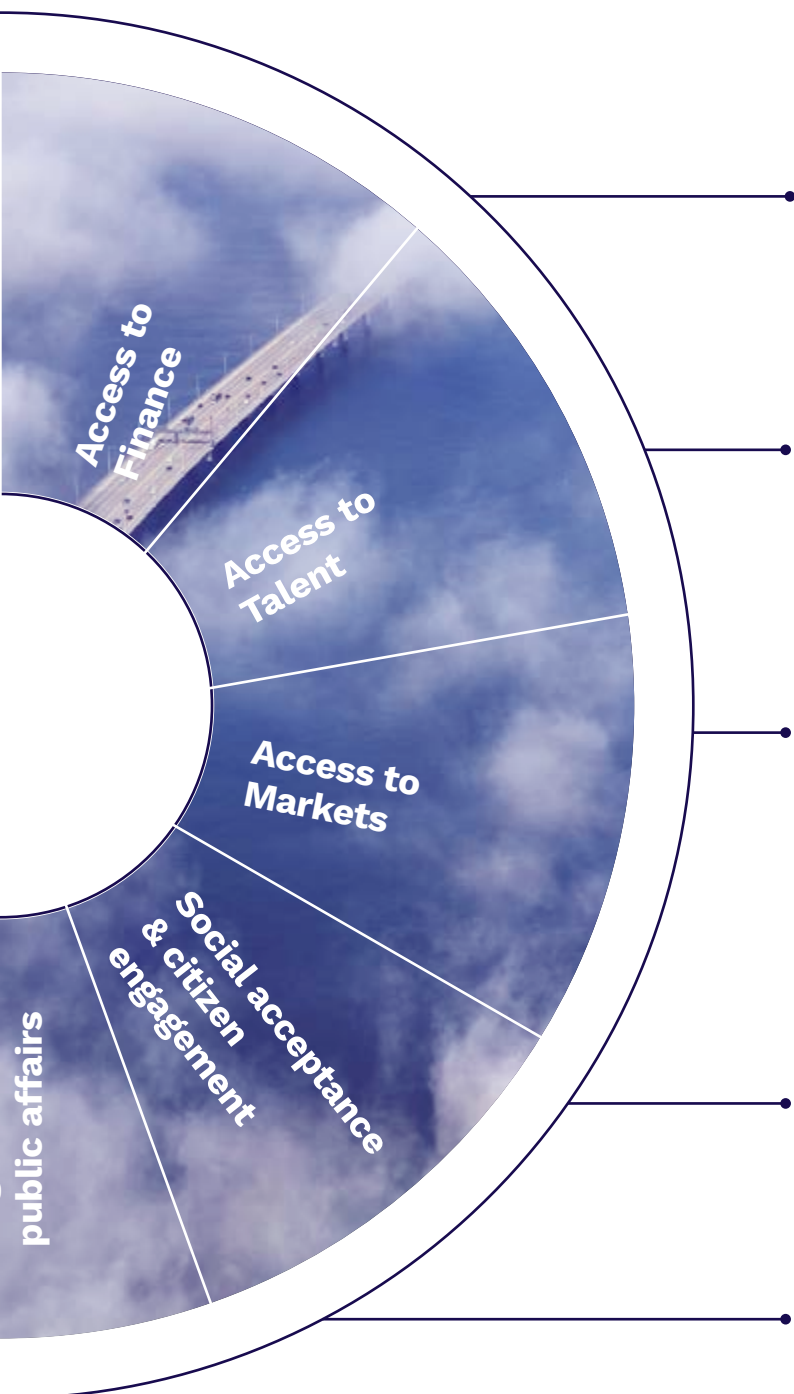 Access to
Finance
Access to
Talent
Access to
Markets
Social acceptance
& citizen
engagement
public affairs